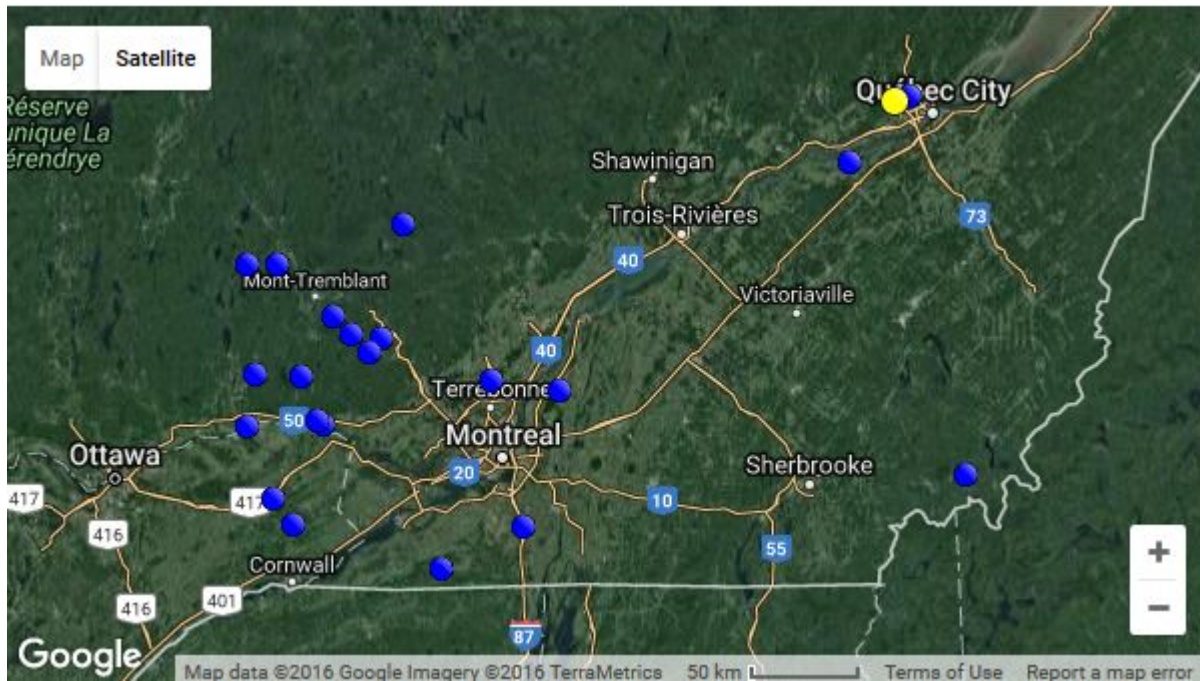 Map Satellite
Québec City
Réserve
unique La
érendrye
Shawinigan
Trois-Rivières
73
40
Mont-Tremblant
Victoriaville
40
Terrebonne
50
Montreal
Ottawa
20
Sherbrooke
417
417
10
416
55
Cornwall
+
401
416
−
87
Google
Map data ©2016 Google Imagery ©2016 TerraMetrics 50 km Terms of Use Report a map error